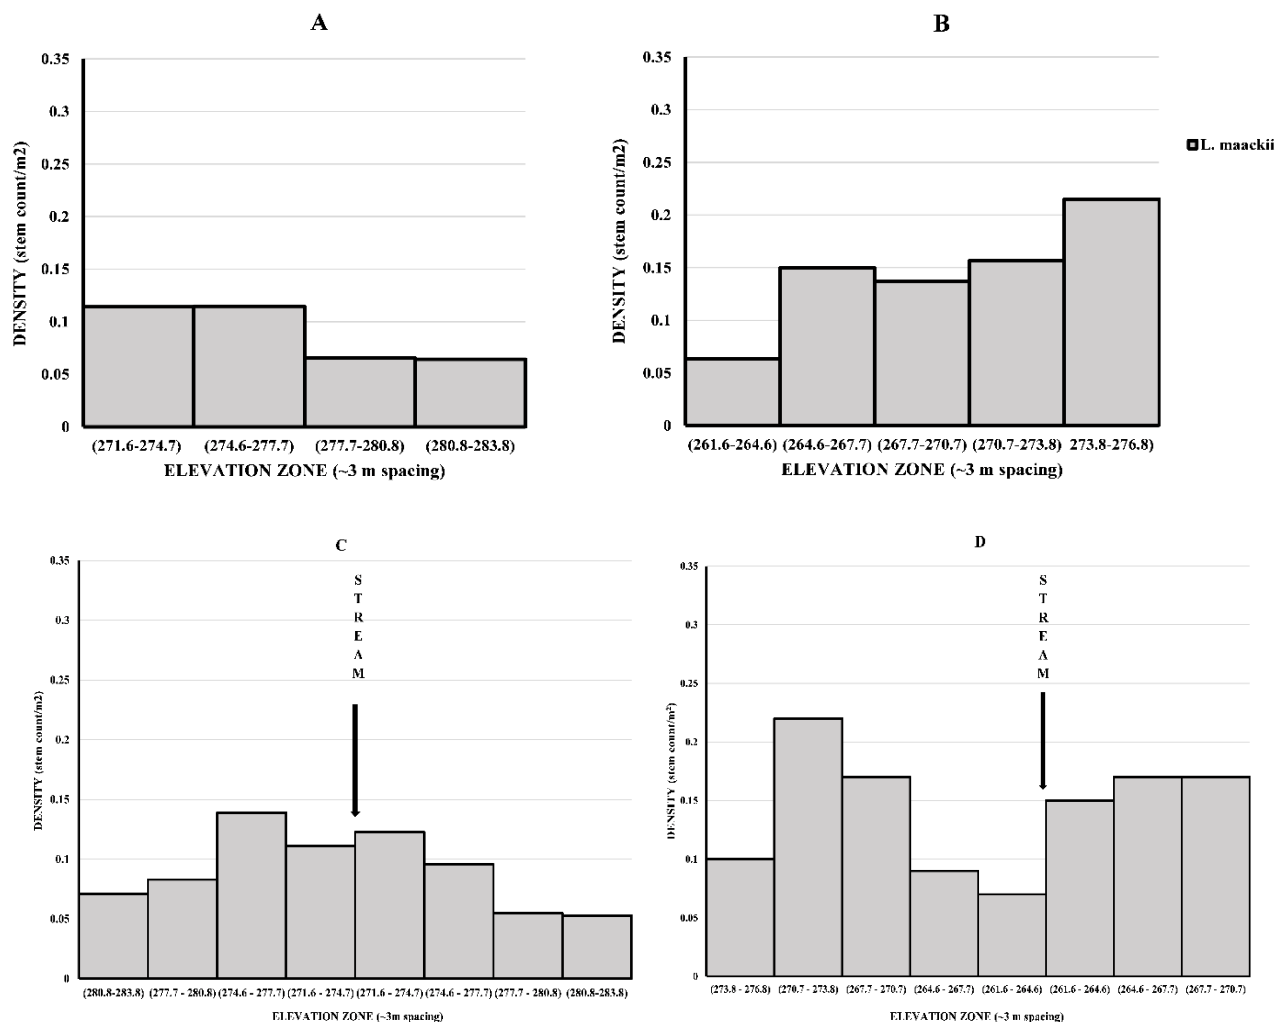 A
0.35
0.3
0.25
0.2
0.15
0.1
0.05
0
DENSITY (stem count/m2)
(271.6-274.7) (274.6-277.7) (277.7-280.8) (280.8-283.8)
ELEVATION ZONE (~3 m spacing)
B
0.35
0.3
0.25
0.2
0.15
0.1
0.05
0
DENSITY (stem count/m2)
(261.6-264.6) (264.6-267.7) (267.7-270.7) (270.7-273.8) 273.8-276.8)
ELEVATION ZONE (~3 m spacing)
L. maackii
C
STREAM
0.35
0.3
0.25
0.2
0.15
0.1
0.05
0
DENSITY (stem count/m2)
(280.8-283.8) (277.7 - 280.8) (274.6 - 277.7) (271.6 - 274.7) (271.6 - 274.7) (274.6 - 277.7) (277.7 - 280.8) (280.8-283.8)
ELEVATION ZONE (~3m spacing)
D
STREAM
0.35
0.3
0.25
0.2
0.15
0.1
0.05
0
DENSITY (stem count/m²)
(273.8 - 276.8) (270.7 - 273.8) (267.7 - 270.7) (264.6 - 267.7) (261.6 - 264.6) (261.6 - 264.6) (264.6 - 267.7) (267.7 - 270.7)
ELEVATION ZONE (~3m spacing)